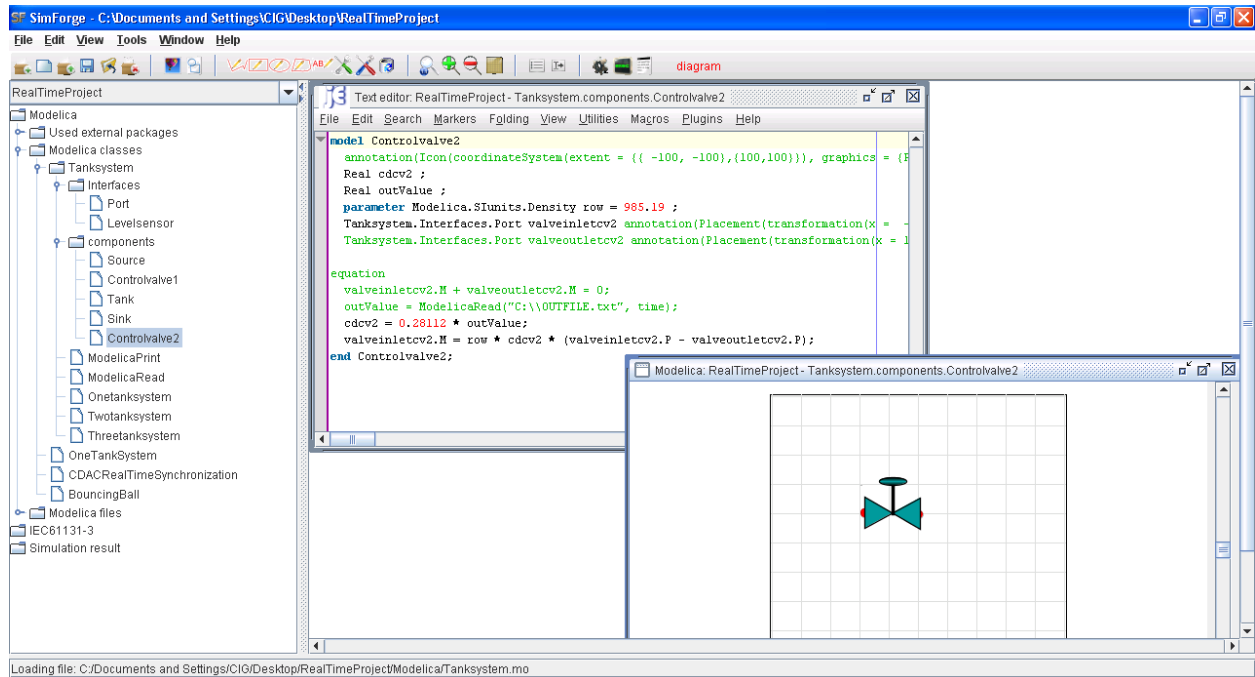 SF SimForge - C:\Documents and Settings\CIG\Desktop\RealTimeProject
File Edit View Tools Window Help
AB diagram
RealTimeProject
Modelica
Used external packages
Modelica classes
Tanksystem
Interfaces
Port
Levelsensor
components
Source
Controlvalve1
Tank
Sink
Controlvalve2
ModelicaPrint
ModelicaRead
Onetanksystem
Twotanksystem
Threetanksystem
OneTankSystem
CDACRealTimeSynchronization
BouncingBall
Modelica files
IEC61131-3
Simulation result
Text editor: RealTimeProject - Tanksystem.components.Controlvalve2
File Edit Search Markers Folding View Utilities Macros Plugins Help
model Controlvalve2
annotation(Icon(coordinateSystem(extent = {{ -100, -100},{100,100}}), graphics = {
Real cdcv2 ;
Real outValue ;
parameter Modelica.SIunits.Density row = 985.19 ;
Tanksystem.Interfaces.Port valveinletcv2 annotation(Placement(transformation(x = -
Tanksystem.Interfaces.Port valveoutletcv2 annotation(Placement(transformation(x = 1
equation
valveinletcv2.M + valveoutletcv2.M = 0;
outValue = ModelicaRead("C:\\OUTFILE.txt", time);
cdcv2 = 0.28112 * outValue;
valveinletcv2.M = row * cdcv2 * (valveinletcv2.P - valveoutletcv2.P);
end Controlvalve2;
Modelica: RealTimeProject - Tanksystem.components.Controlvalve2
Loading file: C:/Documents and Settings/CIG/Desktop/RealTimeProject/Modelica/Tanksystem.mo